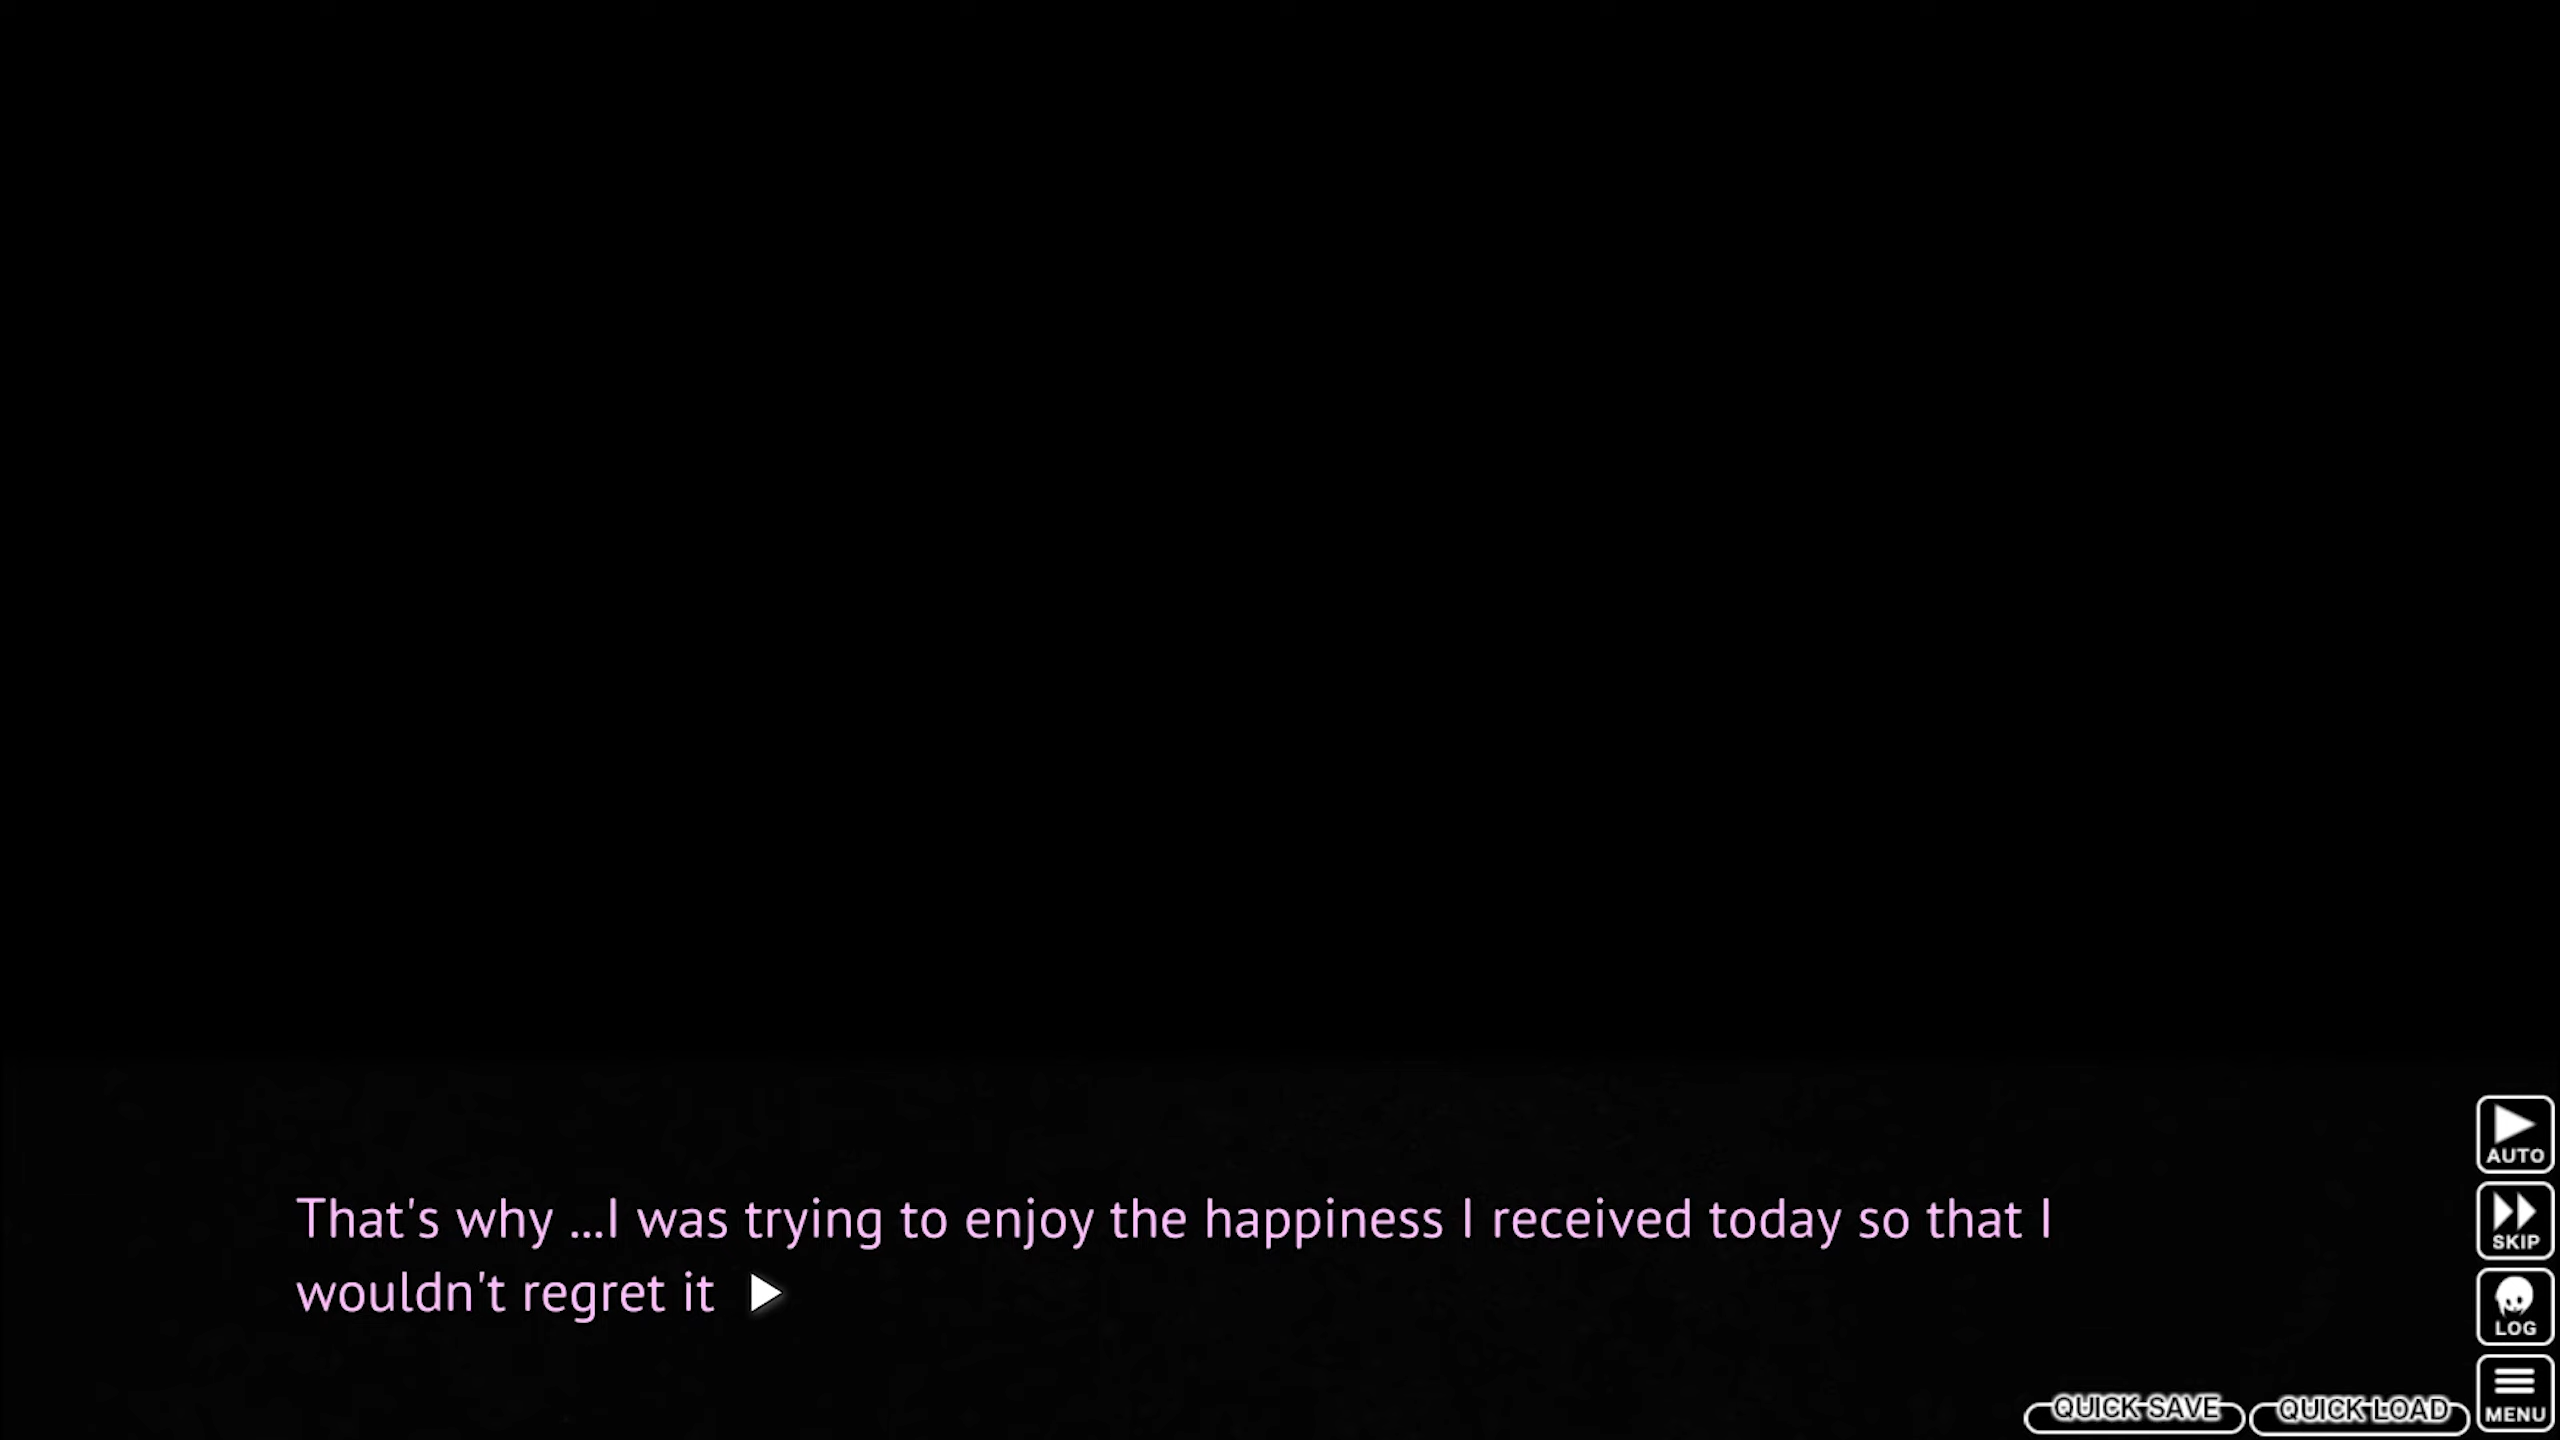 That's why ...I was trying to enjoy the happiness I received today so that I
wouldn't regret it
AUTO
SKIP
LOG
MENU
QUICK SAVE
QUICK LOAD